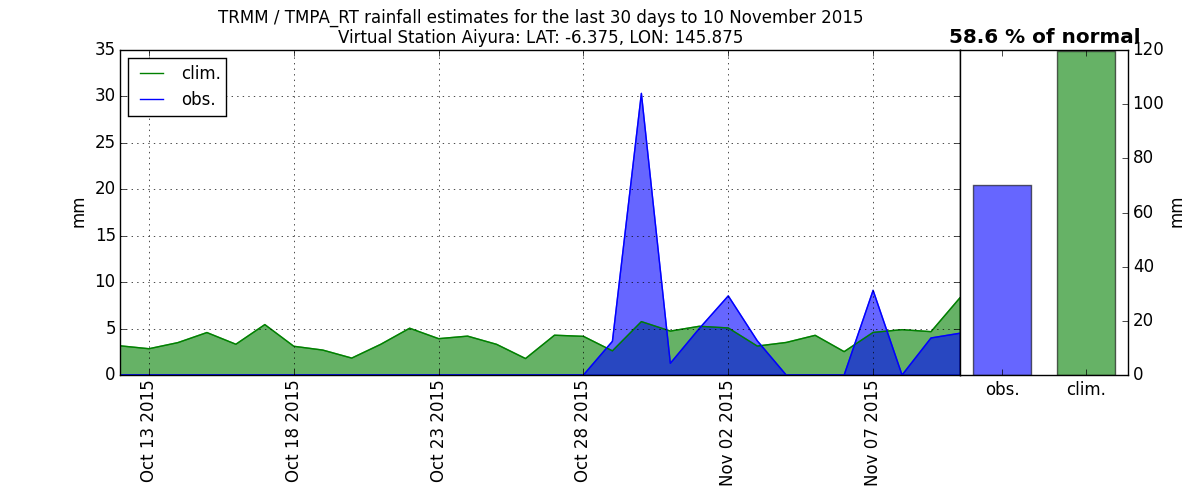 TRMM / TMPA_RT rainfall estimates for the last 30 days to 10 November 2015
Virtual Station Aiyura: LAT: -6.375, LON: 145.875
58.6 % of normal
clim.
obs.
mm
35
30
25
20
15
10
5
0
Oct 13 2015
Oct 18 2015
Oct 23 2015
Oct 28 2015
Nov 02 2015
Nov 07 2015
obs.
clim.
120
100
80
60
40
20
0
mm